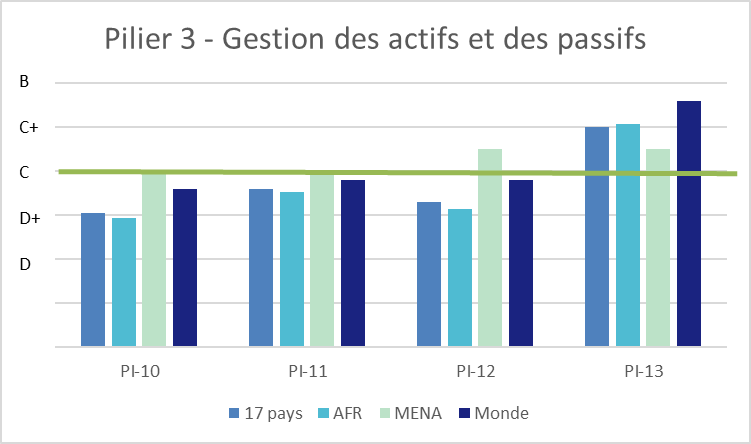 Pilier 3 - Gestion des actifs et des passifs
B
C+
C
D+
D
PI-10 PI-11 PI-12 PI-13
17 pays AFR MENA Monde